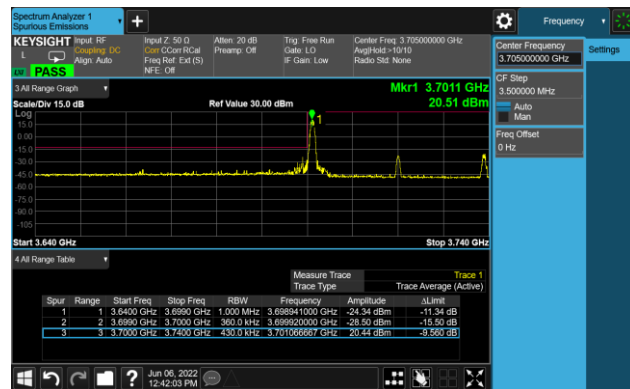 Spectrum Analyzer 1
Spurious Emissions
+
Frequency
KEYSIGHT Input: RF Input Z: 50 Ω Atten: 20 dB Trig: Free Run Center Freq: 3.705000000 GHz
L Coupling: DC Corr CCorr RCal Preamp: Off Gate: LO Avg|Hold:>10/10
Align: Auto Freq Ref: Ext (S) IF Gain: Low Radio Std: None
PASS NFE: Off
Center Frequency
3.705000000 GHz
Settings
CF Step
3.500000 MHz
Auto
Man
Freq Offset
0 Hz
3 All Range Graph
Mkr1 3.7011 GHz
Scale/Div 15.0 dB Ref Value 30.00 dBm 20.51 dBm
Log
15.0
0.00
-15.0
-30.0
-45.0
-60.0
-75.0
-90.0
-105
1
Start 3.640 GHz Stop 3.740 GHz
4 All Range Table
Measure Trace Trace 1
Trace Type Trace Average (Active)
Spur Range Start Freq Stop Freq RBW Frequency Amplitude ΔLimit
1 1 3.6400 GHz 3.6990 GHz 1.000 MHz 3.698941000 GHz -24.34 dBm -11.34 dB
2 2 3.6990 GHz 3.7000 GHz 360.0 kHz 3.699920000 GHz -28.50 dBm -15.50 dB
3 3 3.7000 GHz 3.7400 GHz 430.0 kHz 3.701066667 GHz 20.44 dBm -9.560 dB
? Jun 06, 2022
12:42:03 PM